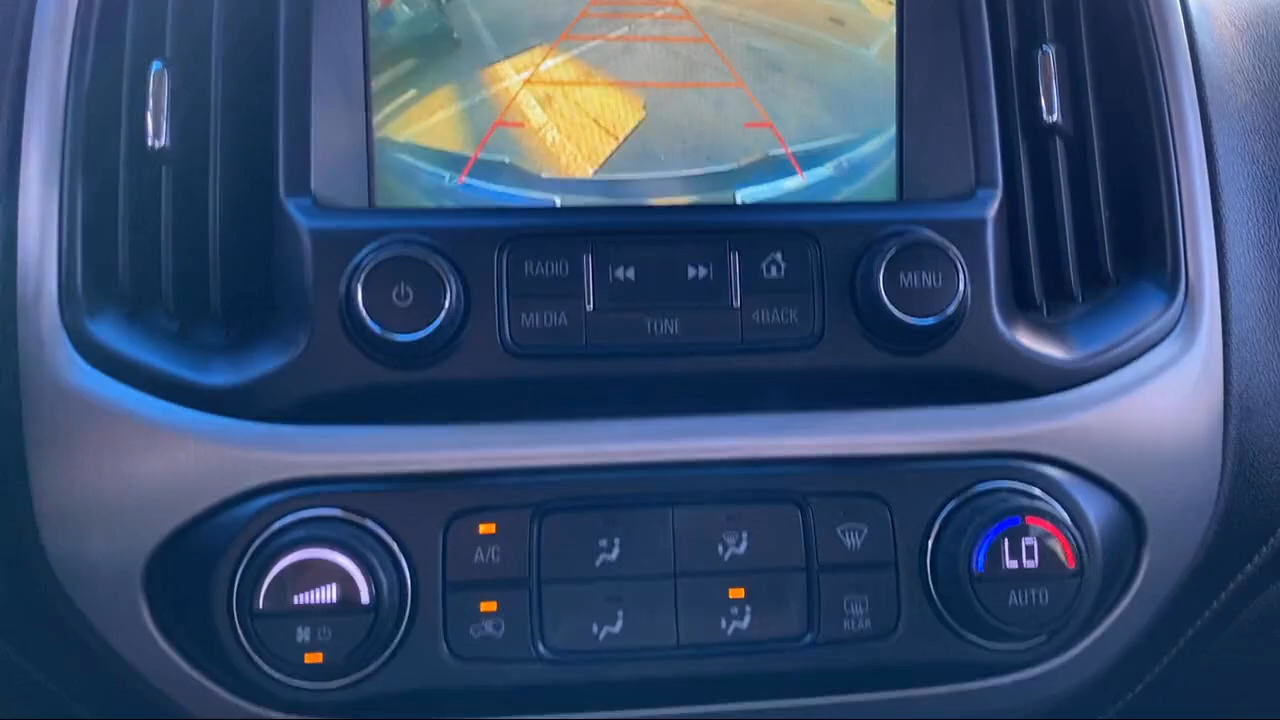 RADIO
MEDIA
TONE
◁BACK
MENU
A/C
REAR
LO
AUTO